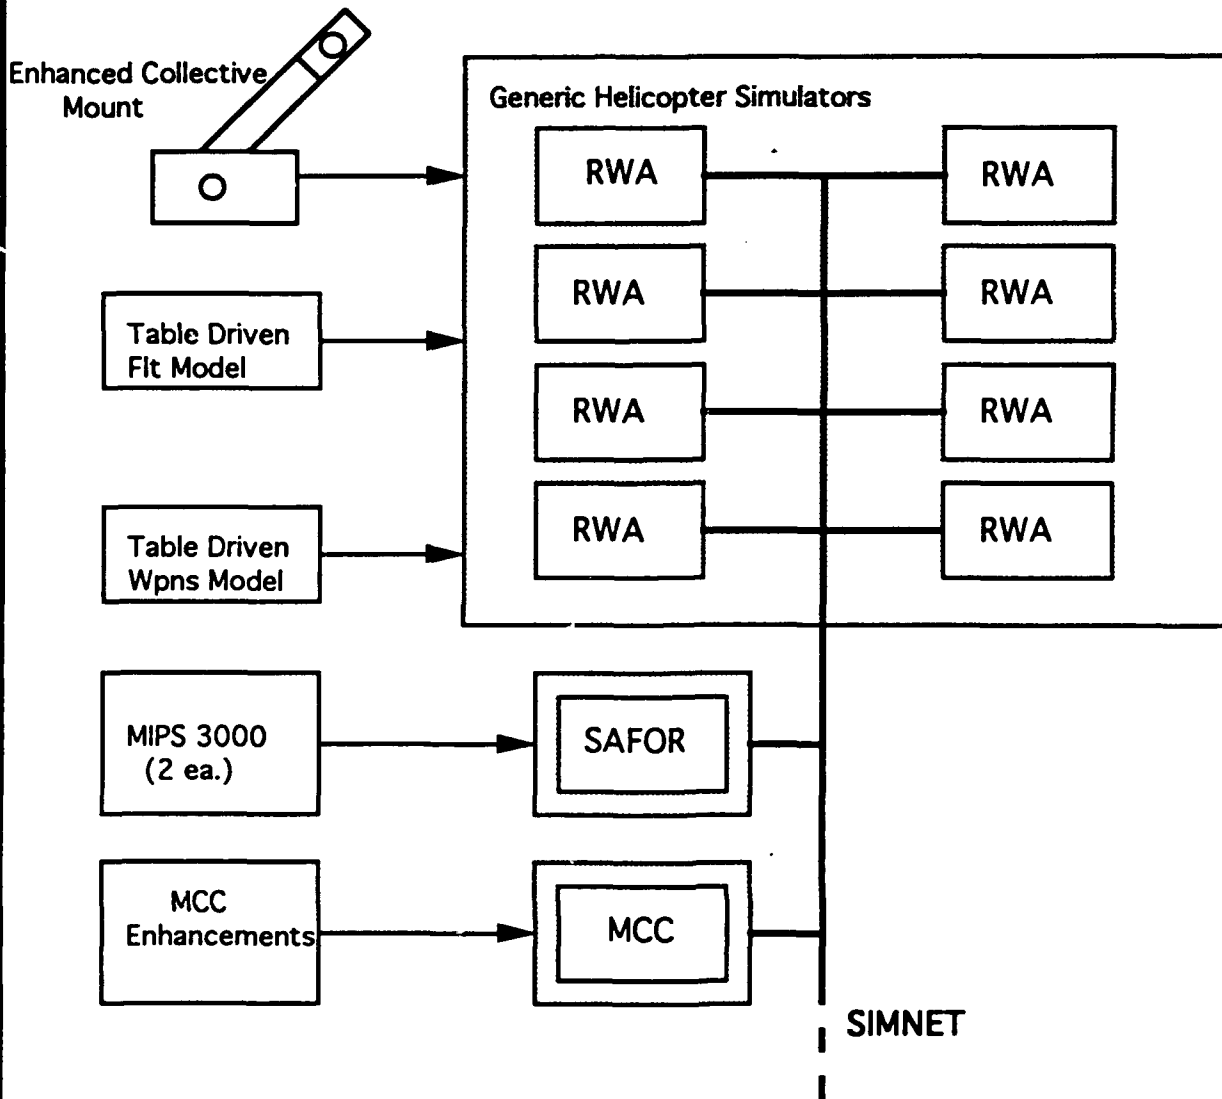 Enhanced Collective
Mount
Generic Helicopter Simulators
RWA
RWA
Table Driven
Flt Model
RWA
RWA
RWA
RWA
Table Driven
Wpns Model
RWA
RWA
MIPS 3000
(2 ea.)
SAFOR
MCC
Enhancements
MCC
SIMNET